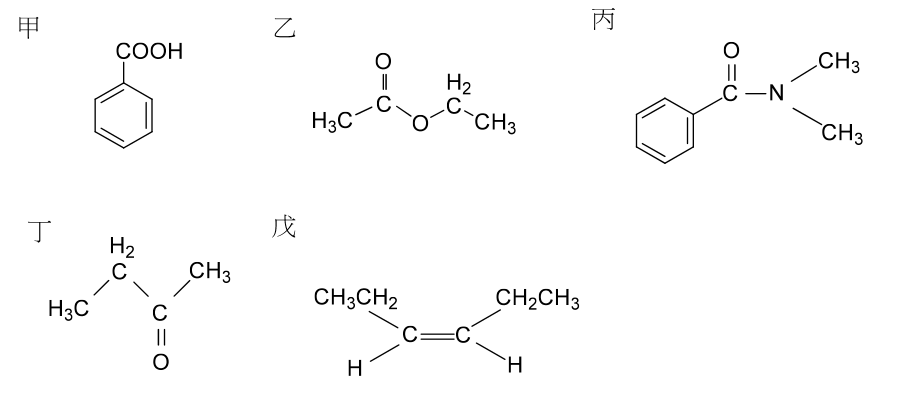 甲
COOH
乙
O
C
H3C
O
H2
C
CH3
丙
O
C
N
CH3
CH3
丁
H2
C
CH3
H3C
C
O
戊
CH3CH2
CH2CH3
C
C
H
H